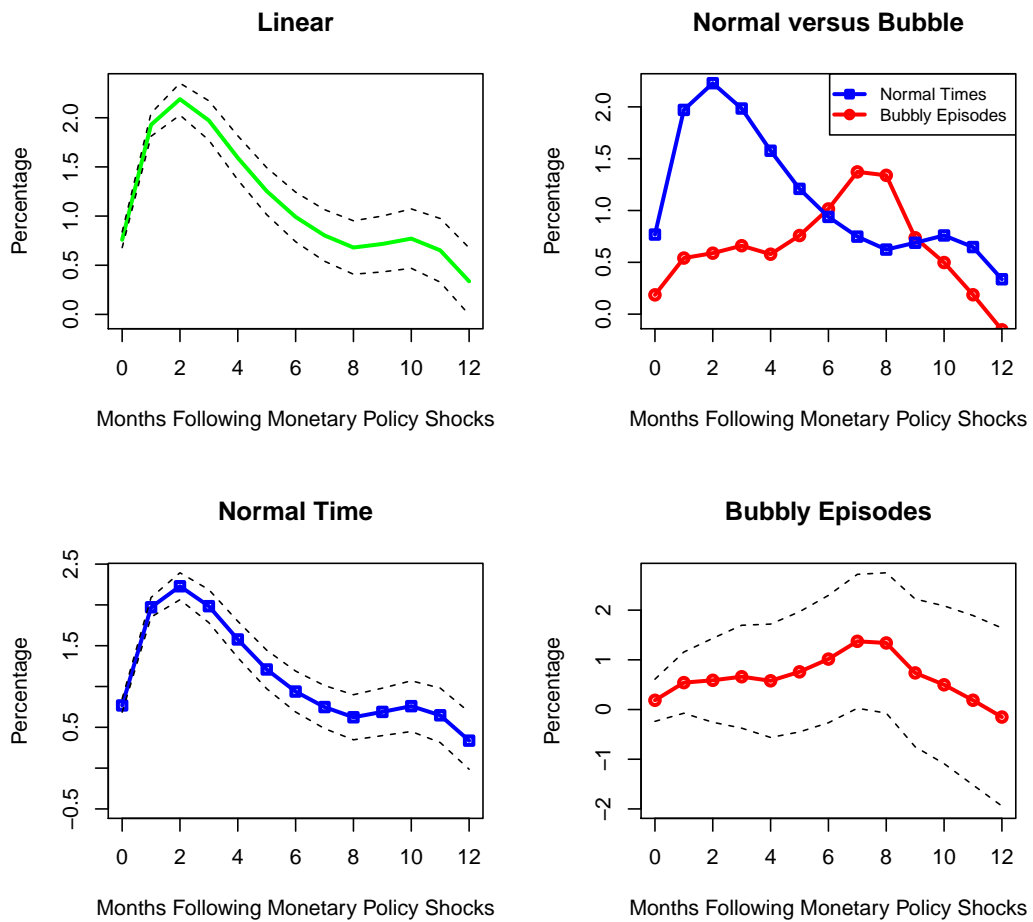 Linear
Percentage
0.0 0.5 1.0 1.5 2.0
0 2 4 6 8 10 12
Months Following Monetary Policy Shocks
Normal versus Bubble
Normal Times
Bubbly Episodes
Percentage
0.0 0.5 1.0 1.5 2.0
0 2 4 6 8 10 12
Months Following Monetary Policy Shocks
Normal Time
Percentage
−0.5 0.5 1.5 2.5
0 2 4 6 8 10 12
Months Following Monetary Policy Shocks
Bubbly Episodes
Percentage
−2 −1 0 1 2
0 2 4 6 8 10 12
Months Following Monetary Policy Shocks